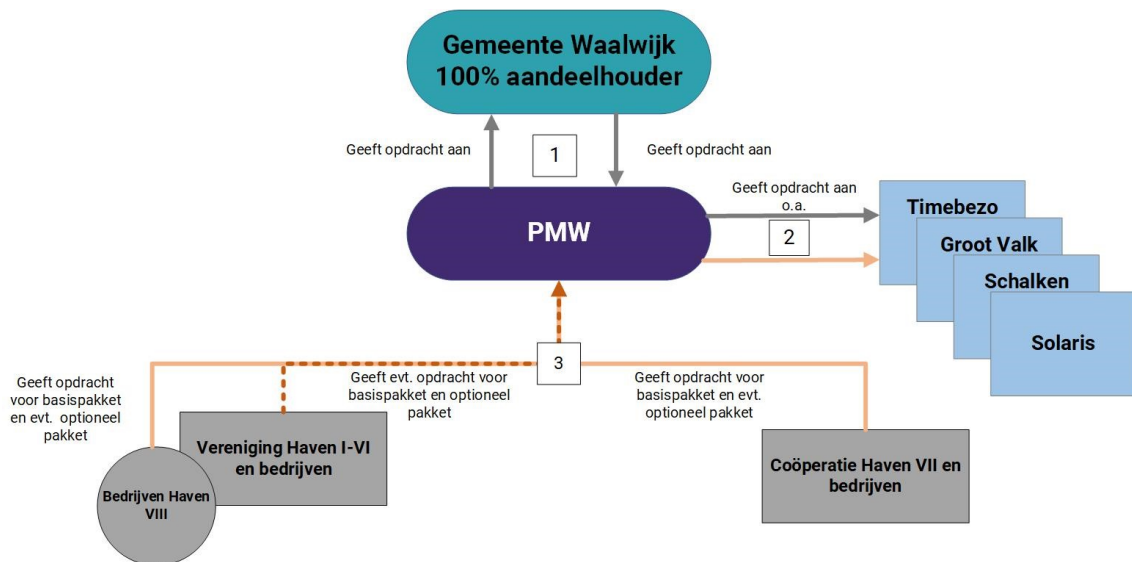 Gemeente Waalwijk
100% aandeelhouder
Geeft opdracht aan
1
Geeft opdracht aan
PMW
Geeft opdracht aan
o.a.
2
Timebezo
Groot Valk
Schalken
Solaris
3
Geeft opdracht
voor basispakket
en evt. optioneel
pakket
Geeft evt. opdracht voor
basispakket en optioneel
pakket
Geeft opdracht voor
basispakket en evt.
optioneel pakket
Vereniging Haven I-VI
en bedrijven
Bedrijven Haven
VIII
Coöperatie Haven VII en
bedrijven